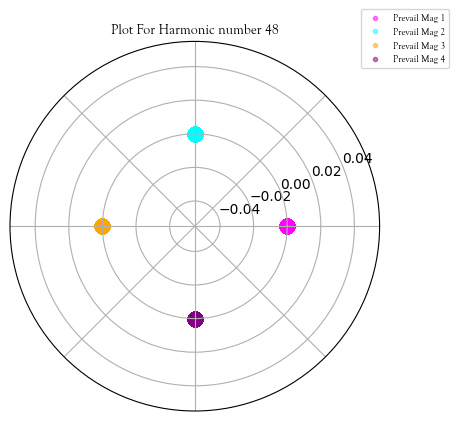 Plot For Harmonic number 48
Prevail Mag 1
Prevail Mag 2
Prevail Mag 3
Prevail Mag 4
0.04
0.02
0.00
−0.02
−0.04